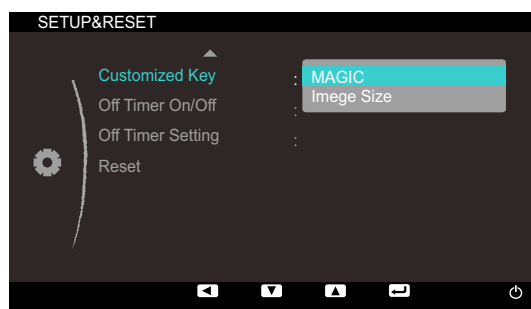 SETUP&RESET
Customized Key : MAGIC
Imege Size
Off Timer On/Off :
Off Timer Setting :
Reset